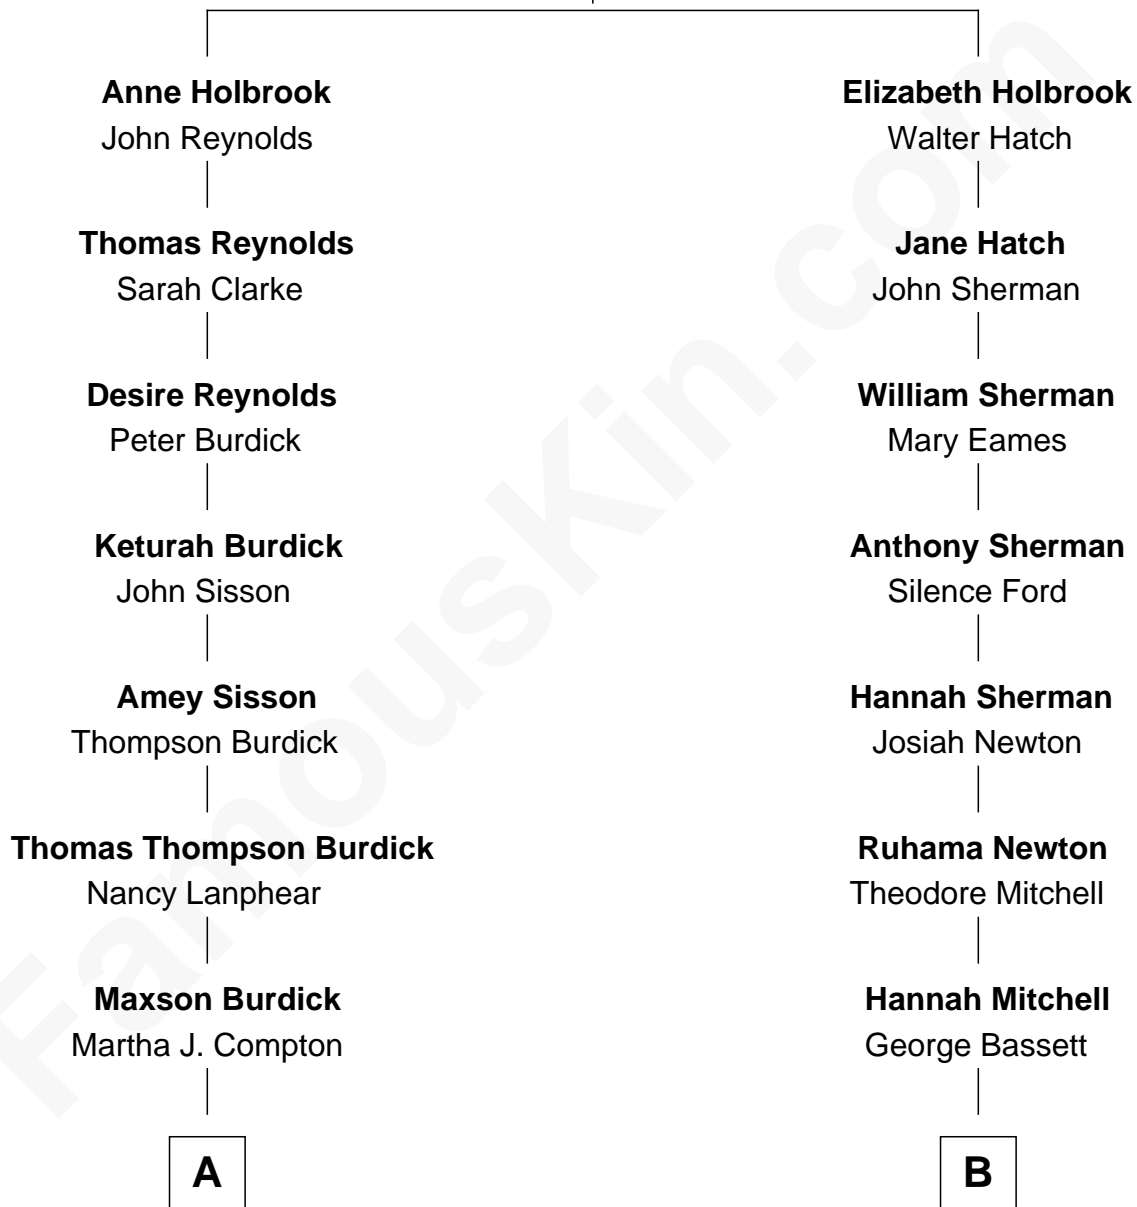 Anne Holbrook
John Reynolds
Thomas Reynolds
Sarah Clarke
Desire Reynolds
Peter Burdick
Keturah Burdick
John Sisson
Amey Sisson
Thompson Burdick
Thomas Thompson Burdick
Nancy Lanphear
Maxson Burdick
Martha J. Compton
A
Elizabeth Holbrook
Walter Hatch
Jane Hatch
John Sherman
William Sherman
Mary Eames
Anthony Sherman
Silence Ford
Hannah Sherman
Josiah Newton
Ruhama Newton
Theodore Mitchell
Hannah Mitchell
George Bassett
B
FamousKin.com